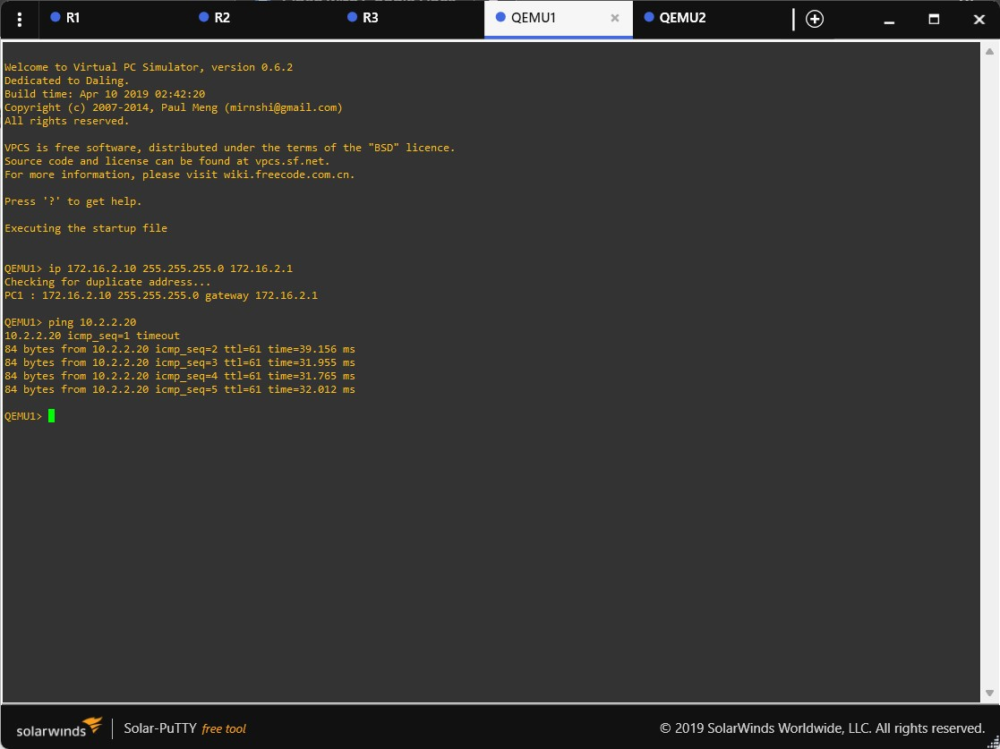 R1 R2 R3 QEMU1 QEMU2
Welcome to Virtual PC Simulator, version 0.6.2
Dedicated to Daling.
Build time: Apr 10 2019 02:42:20
Copyright (c) 2007-2014, Paul Meng (mirnshi@gmail.com)
All rights reserved.
VPCS is free software, distributed under the terms of the "BSD" licence.
Source code and license can be found at vpcs.sf.net.
For more information, please visit wiki.freecode.com.cn.
Press '?' to get help.
Executing the startup file
QEMU1> ip 172.16.2.10 255.255.255.0 172.16.2.1
Checking for duplicate address...
PC1 : 172.16.2.10 255.255.255.0 gateway 172.16.2.1
QEMU1> ping 10.2.2.20
10.2.2.20 icmp_seq=1 timeout
84 bytes from 10.2.2.20 icmp_seq=2 ttl=61 time=39.156 ms
84 bytes from 10.2.2.20 icmp_seq=3 ttl=61 time=31.955 ms
84 bytes from 10.2.2.20 icmp_seq=4 ttl=61 time=31.765 ms
84 bytes from 10.2.2.20 icmp_seq=5 ttl=61 time=32.012 ms
QEMU1>
solarwinds Solar-PuTTY free tool © 2019 SolarWinds Worldwide, LLC. All rights reserved.